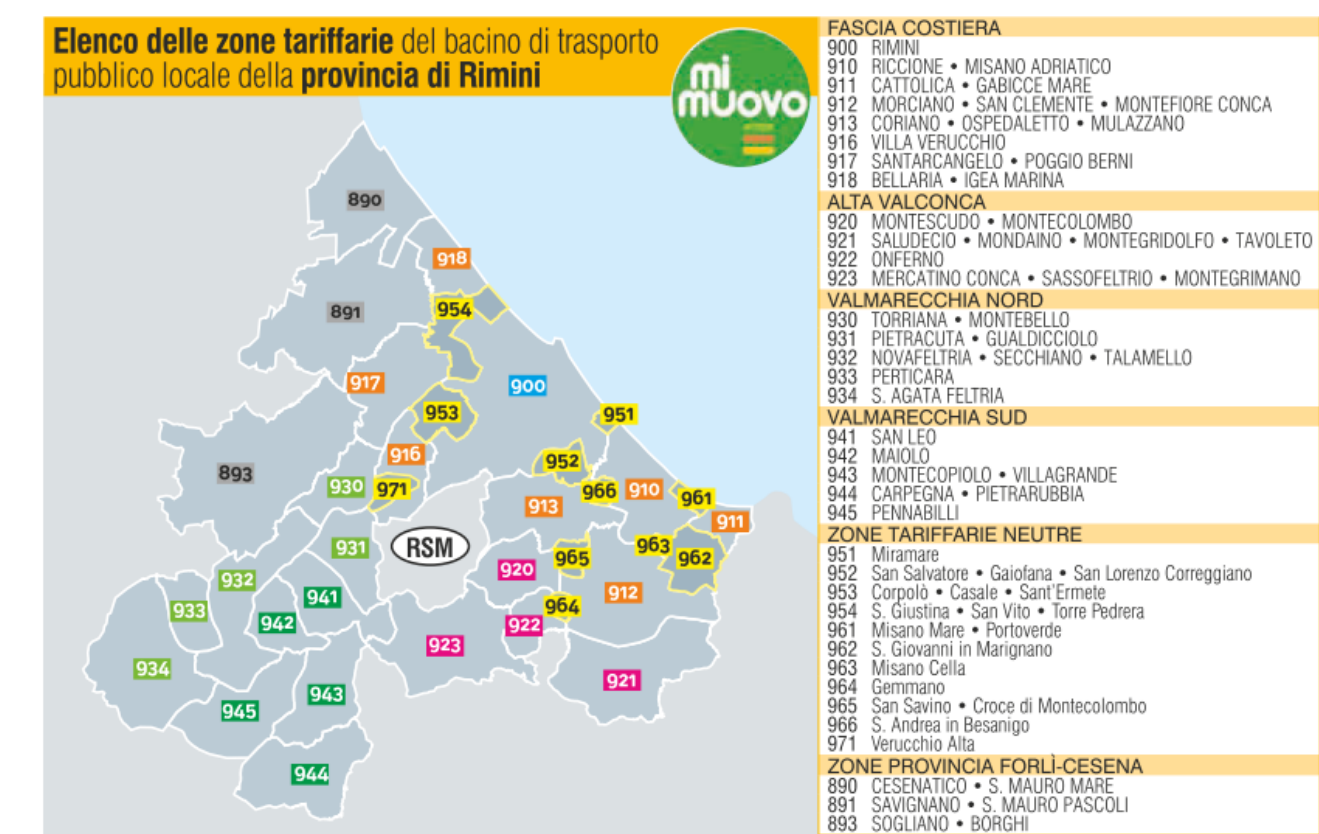 Elenco delle zone tariffarie del bacino di trasporto
pubblico locale della provincia di Rimini
mi
muovo
890
918
891
954
917
900
953
951
916
952
893
930
971
966
910
961
913
911
931
RSM
963
965
962
932
920
941
912
933
964
942
922
923
934
921
943
945
944
FASCIA COSTIERA
900 RIMINI
910 RICCIONE • MISANO ADRIATICO
911 CATTOLICA • GABICCE MARE
912 MORCIANO • SAN CLEMENTE • MONTEFIORE CONCA
913 CORIANO • OSPEDALETTO • MULAZZANO
916 VILLA VERUCCHIO
917 SANTARCANGELO • POGGIO BERNI
918 BELLARIA • IGEA MARINA
ALTA VALCONCA
920 MONTESCUDO • MONTECOLOMBO
921 SALUDECIO • MONDAINO • MONTEGRIDOLFO • TAVOLETO
922 ONFERNO
923 MERCATINO CONCA • SASSOFELTRIO • MONTEGRIMANO
VALMARECCHIA NORD
930 TORRIANA • MONTEBELLO
931 PIETRACUTA • GUALDICCIOLO
932 NOVAFELTRIA • SECCHIANO • TALAMELLO
933 PERTICARA
934 S. AGATA FELTRIA
VALMARECCHIA SUD
941 SAN LEO
942 MAIOLO
943 MONTECOPIOLO • VILLAGRANDE
944 CARPEGNA • PIETRARUBBIA
945 PENNABILLI
ZONE TARIFFARIE NEUTRE
951 Miramare
952 San Salvatore • Gaiofana • San Lorenzo Correggiano
953 Corpolò • Casale • Sant'Ermete
954 S. Giustina • San Vito • Torre Pedrera
961 Misano Mare • Portoverde
962 S. Giovanni in Marignano
963 Misano Cella
964 Gemmano
965 San Savino • Croce di Montecolombo
966 S. Andrea in Besanigo
971 Verucchio Alta
ZONE PROVINCIA FORLÌ-CESENA
890 CESENATICO • S. MAURO MARE
891 SAVIGNANO • S. MAURO PASCOLI
893 SOGLIANO • BORGHI